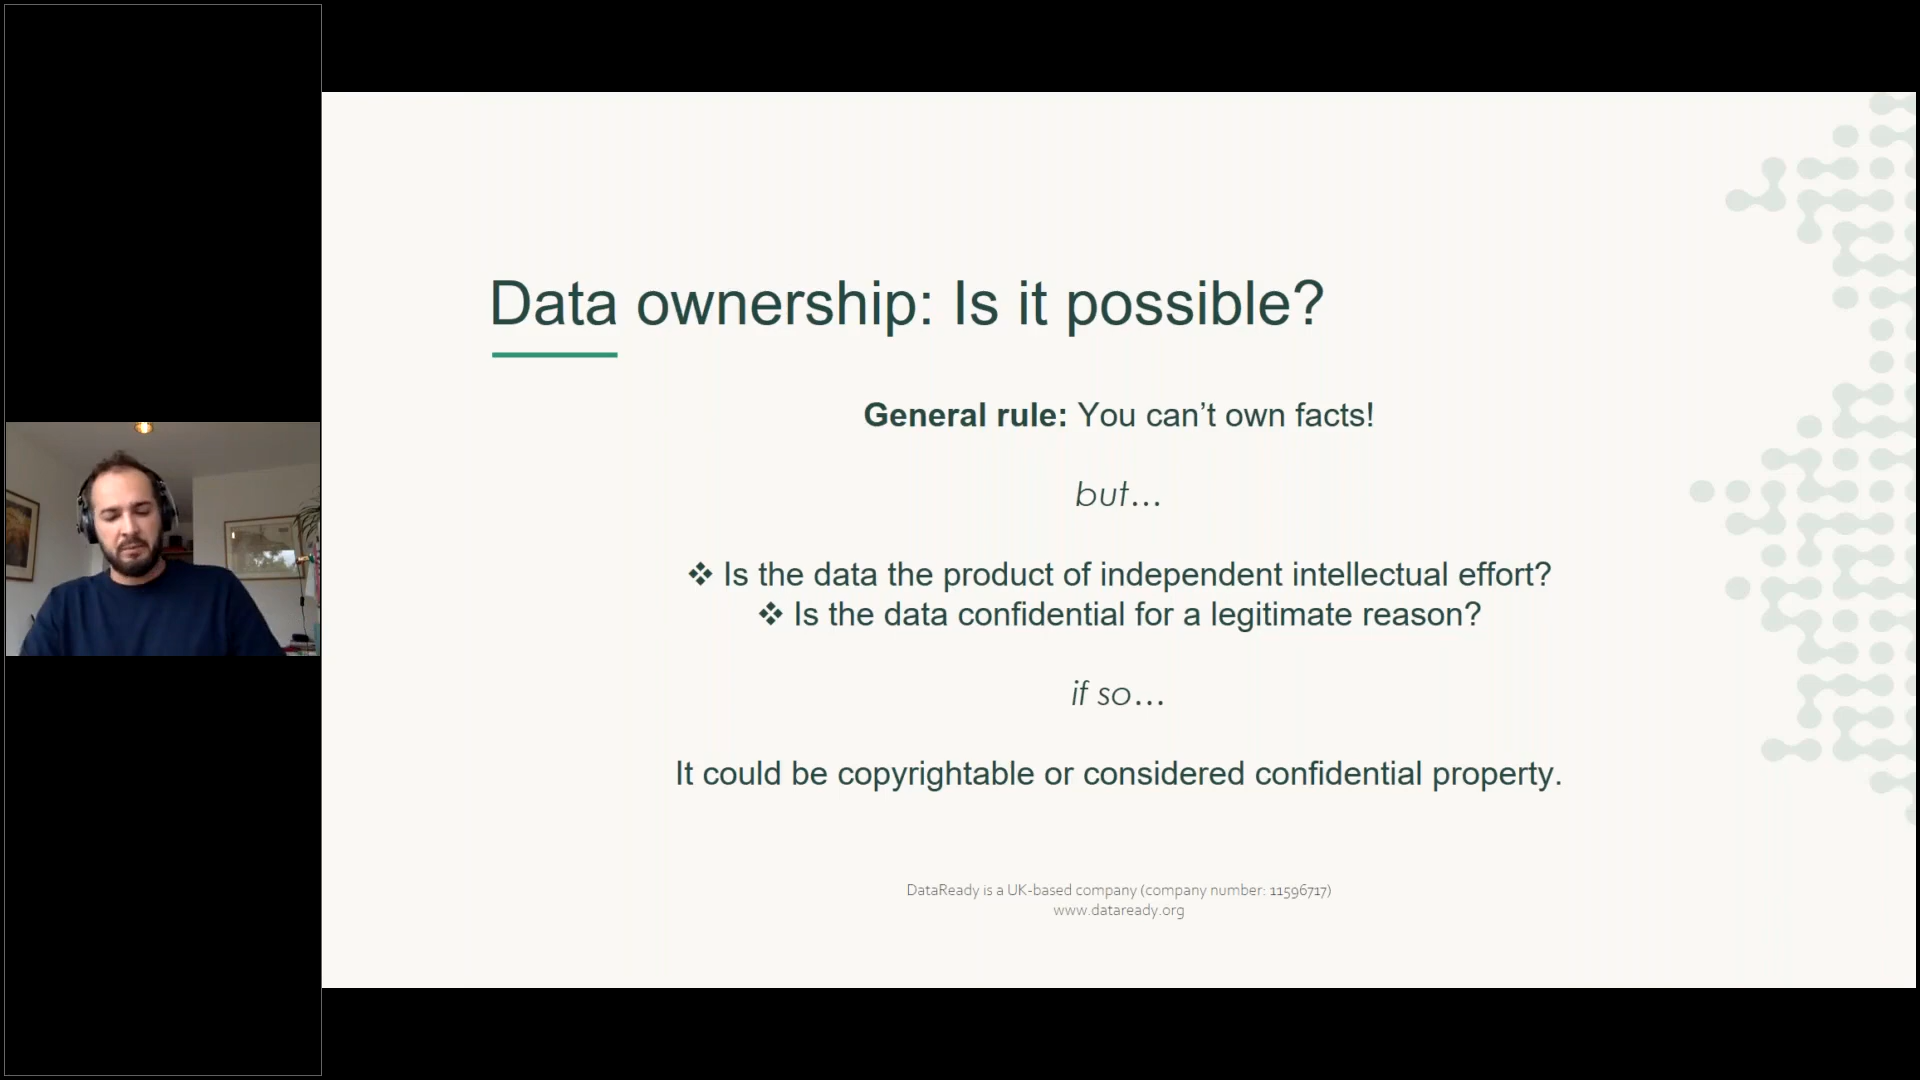 Data ownership: Is it possible?
General rule: You can’t own facts!
but…
❖ Is the data the product of independent intellectual effort?
❖ Is the data confidential for a legitimate reason?
if so…
It could be copyrightable or considered confidential property.
DataReady is a UK-based company (company number: 11596717)
www.dataready.org